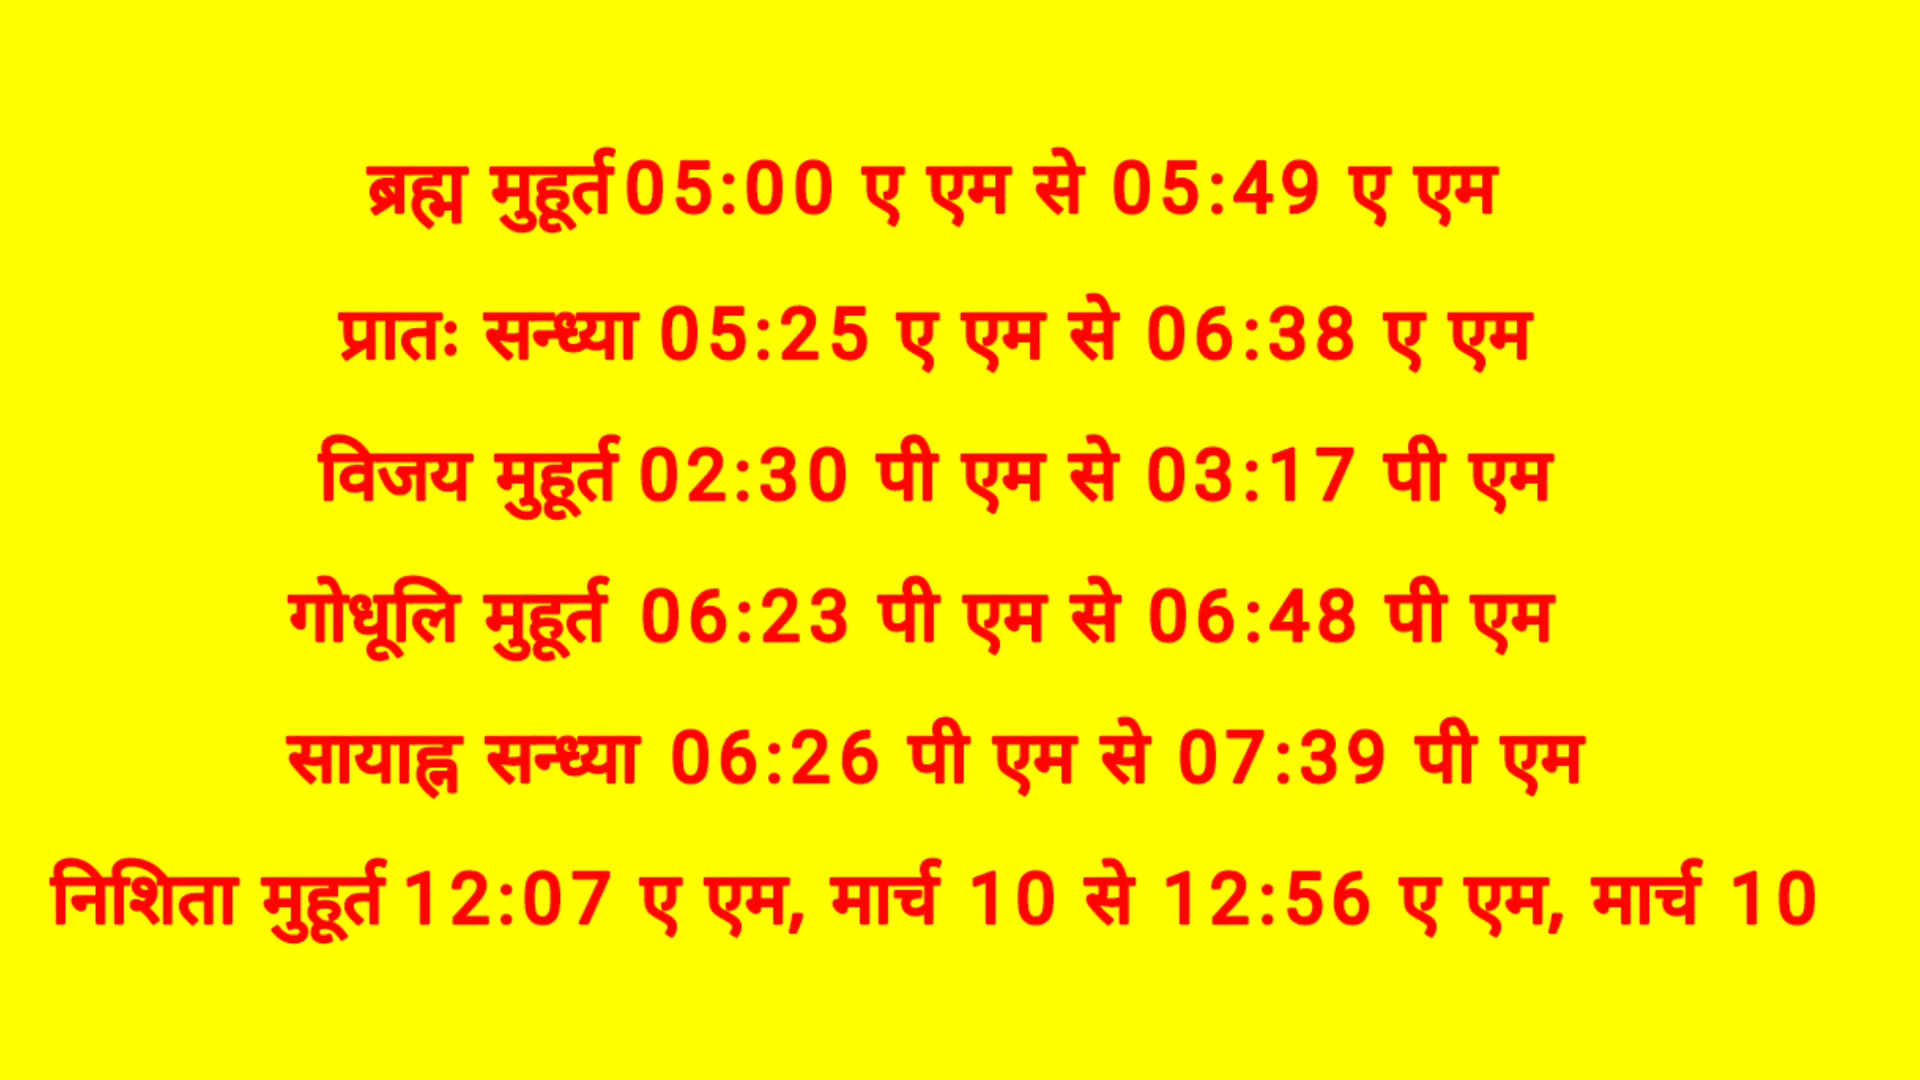 ब्रह्म मुहूर्त 05:00 ए एम से 05:49 ए एम
प्रातः सन्ध्या 05:25 ए एम से 06:38 ए एम
विजय मुहूर्त 02:30 पी एम से 03:17 पी एम
गोधूलि मुहूर्त 06:23 पी एम से 06:48 पी एम
सायाह्न सन्ध्या 06:26 पी एम से 07:39 पी एम
निशिता मुहूर्त 12:07 ए एम, मार्च 10 से 12:56 ए एम, मार्च 10